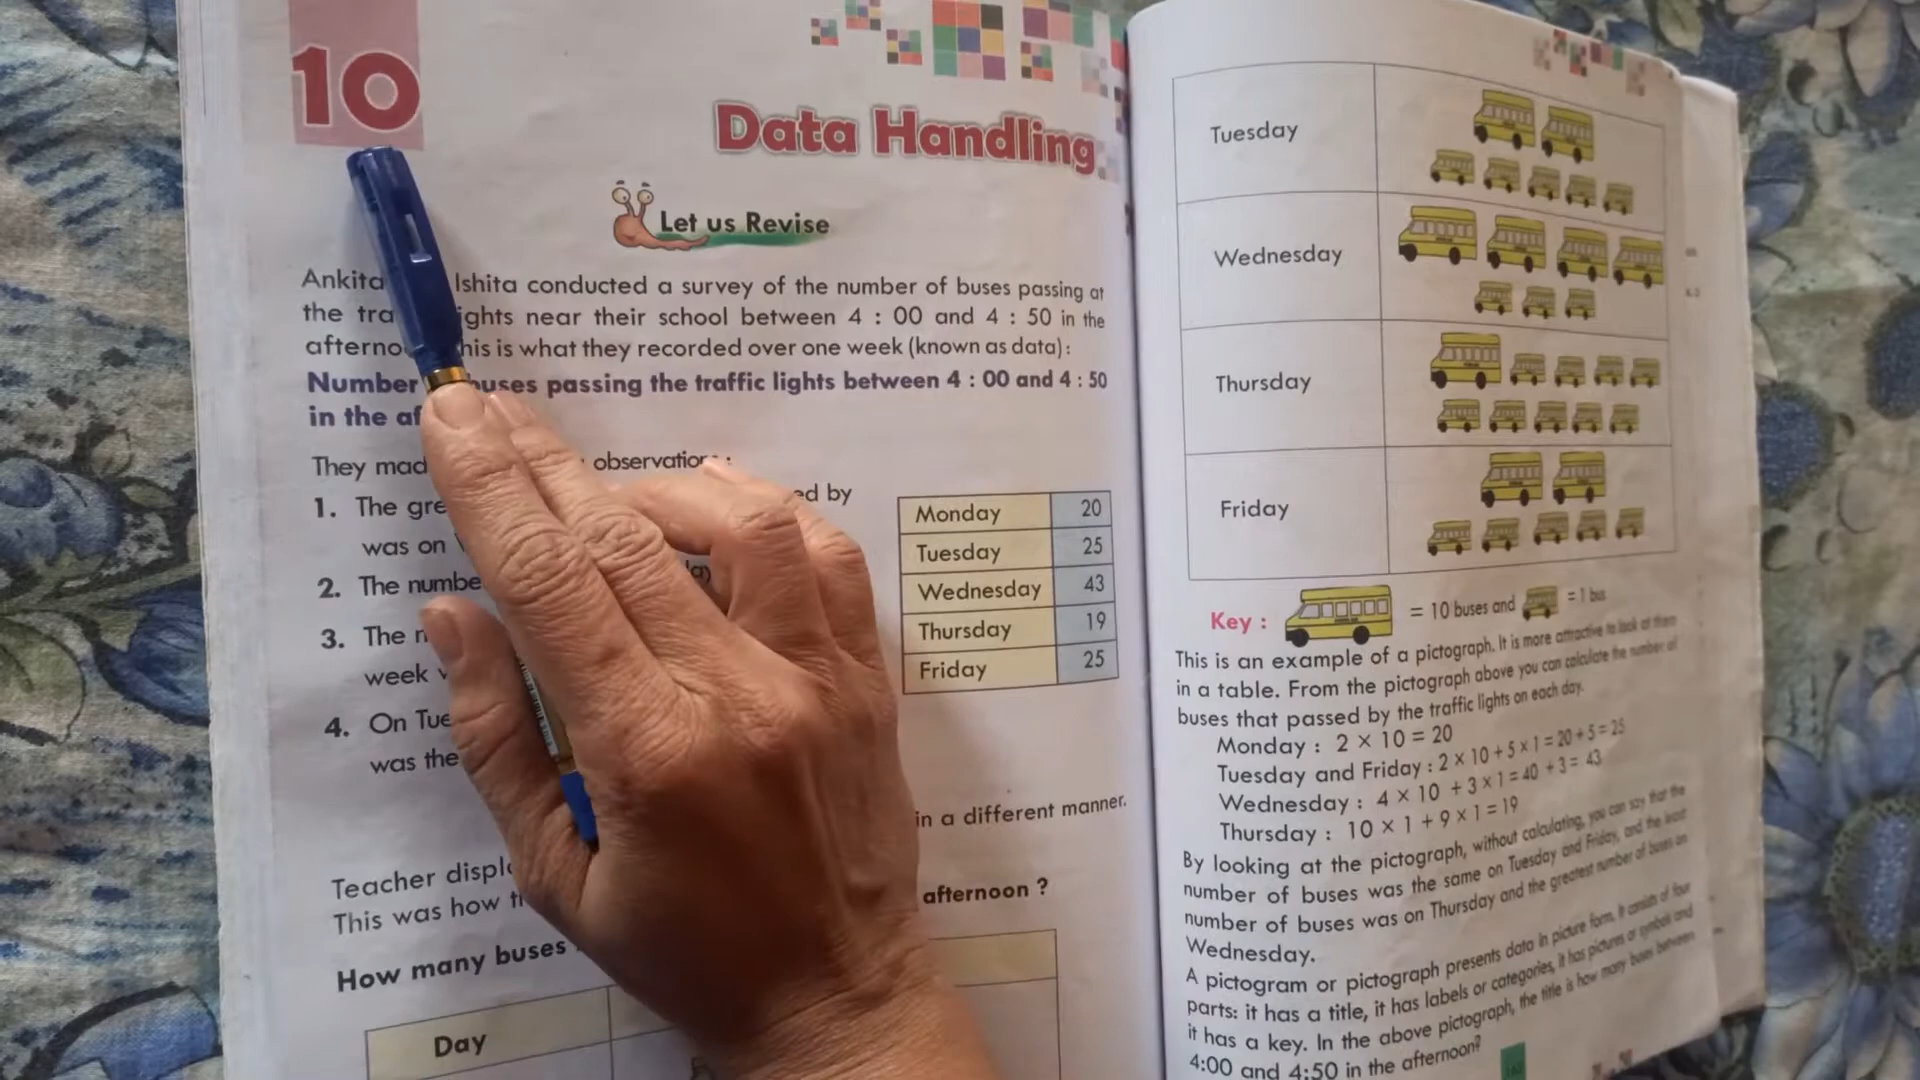 10
Data Handling
Let us Revise
Ankita Ishita conducted a survey of the number of buses passing at
the tra ights near their school between 4 : 00 and 4 : 50 in the
afterno his is what they recorded over one week (known as data):
Number buses passing the traffic lights between 4 : 00 and 4 : 50
in the af
They mad observations :
1. The gre ed by
was on
2. The numbe
3. The n
week
4. On Tue
was the
Monday 20
Tuesday 25
Wednesday 43
Thursday 19
Friday 25
in a different manner.
Teacher displ
This was how
How many buses afternoon ?
Day
Tuesday
Wednesday
Thursday
Friday
Key : = 10 buses and = 1 bus
This is an example of a pictograph. It is more attractive to look at them
in a table. From the pictograph above you can calculate the number of
buses that passed by the traffic lights on each day.
Monday : 2 × 10 = 20
Tuesday and Friday : 2 × 10 + 5 × 1 = 20 + 5 = 25
Wednesday : 4 × 10 + 3 × 1 = 40 + 3 = 43
Thursday : 10 × 1 + 9 × 1 = 19
By looking at the pictograph, without calculating, you can say that the
number of buses was the same on Tuesday and Friday, and the least
number of buses was on Thursday and the greatest number of buses on
Wednesday.
A pictogram or pictograph presents data in picture form. It consists of four
parts: it has a title, it has labels or categories, it has pictures or symbols and
it has a key. In the above pictograph, the title is how many buses between
4:00 and 4:50 in the afternoon?